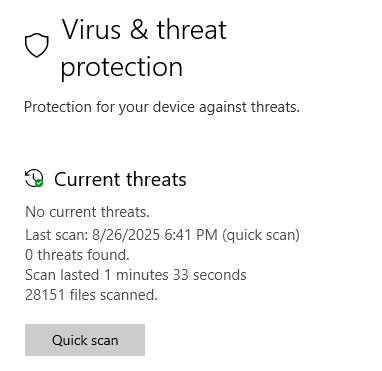 Virus & threat
protection
Protection for your device against threats.
Current threats
No current threats.
Last scan: 8/26/2025 6:41 PM (quick scan)
0 threats found.
Scan lasted 1 minutes 33 seconds
28151 files scanned.
Quick scan